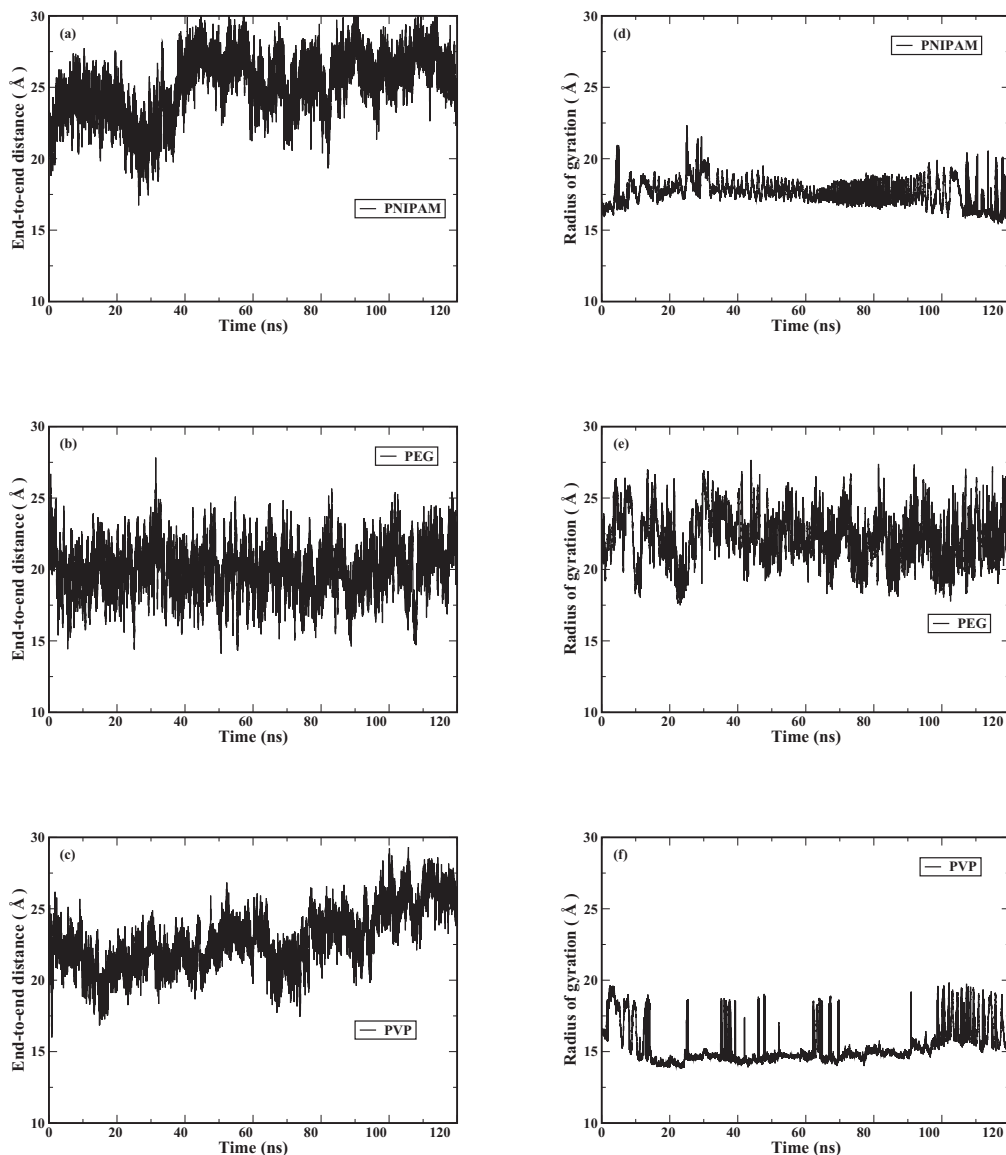 (a)
PNIPAM
End-to-end distance ( Å )
30
25
20
15
10
0 20 40 60 80 100 120
Time (ns)
(d)
PNIPAM
Radius of gyration ( Å )
30
25
20
15
10
0 20 40 60 80 100 120
Time (ns)
(b)
PEG
End-to-end distance ( Å )
30
25
20
15
10
0 20 40 60 80 100 120
Time (ns)
(e)
PEG
Radius of gyration ( Å )
30
25
20
15
10
0 20 40 60 80 100 120
Time (ns)
(c)
PVP
End-to-end distance ( Å )
30
25
20
15
10
0 20 40 60 80 100 120
Time (ns)
(f)
PVP
Radius of gyration ( Å )
30
25
20
15
10
0 20 40 60 80 100 120
Time (ns)